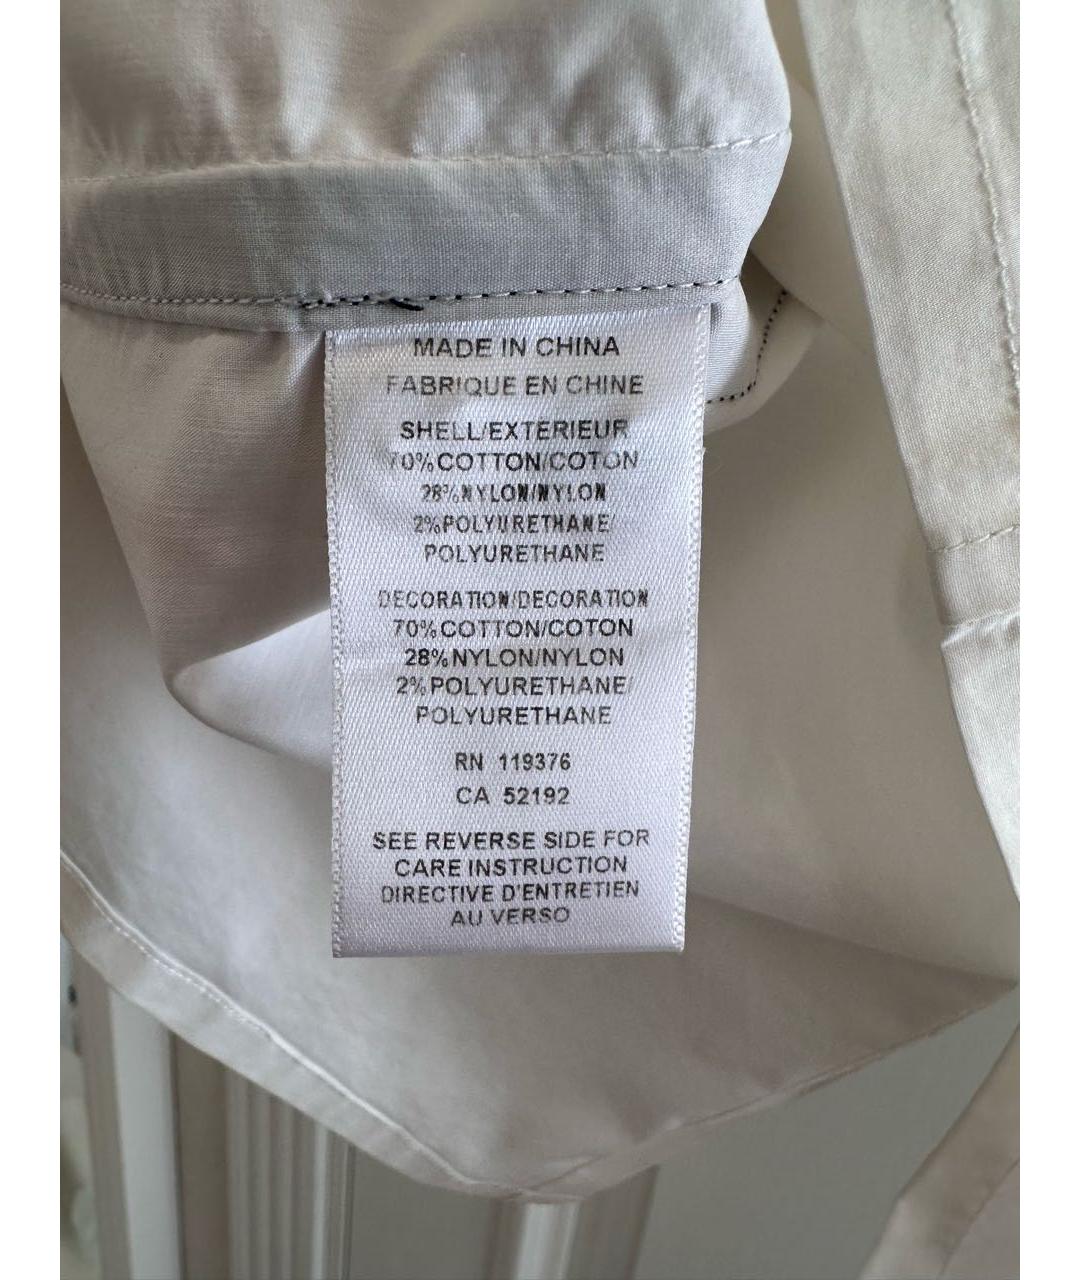 MADE IN CHINA
FABRIQUE EN CHINE
SHELL/EXTERIEUR
70%COTTON/COTON
28%NYLON/NYLON
2%POLYURETHANE
POLYURETHANE
DECORATION/DECORATION
70%COTTON/COTON
28%NYLON/NYLON
2%POLYURETHANE/
POLYURETHANE
RN 119376
CA 52192
SEE REVERSE SIDE FOR
CARE INSTRUCTION
DIRECTIVE D'ENTRETIEN
AU VERSO